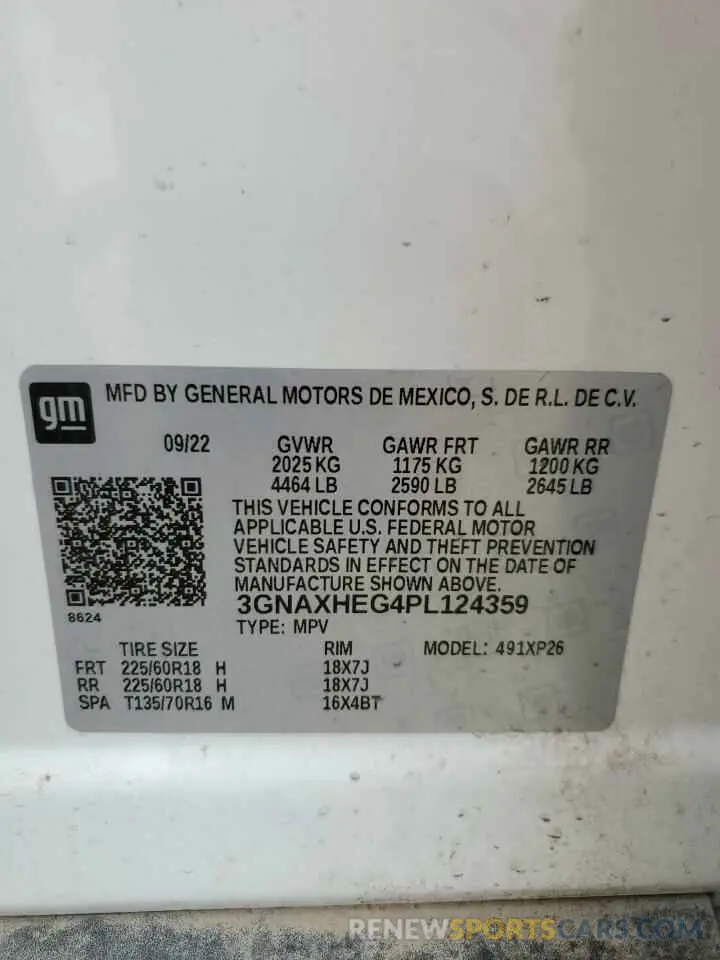 gm MFD BY GENERAL MOTORS DE MEXICO, S. DE R.L. DE C.V.
09/22 GVWR GAWR FRT GAWR RR
2025 KG 1175 KG 1200 KG
4464 LB 2590 LB 2645 LB
THIS VEHICLE CONFORMS TO ALL
APPLICABLE U.S. FEDERAL MOTOR
VEHICLE SAFETY AND THEFT PREVENTION
STANDARDS IN EFFECT ON THE DATE OF
MANUFACTURE SHOWN ABOVE.
3GNAXHEG4PL124359
8624
TYPE: MPV
TIRE SIZE RIM MODEL: 491XP26
FRT 225/60R18 H 18X7J
RR 225/60R18 H 18X7J
SPA T135/70R16 M 16X4BT
RENEWSPORTSCARS.COM